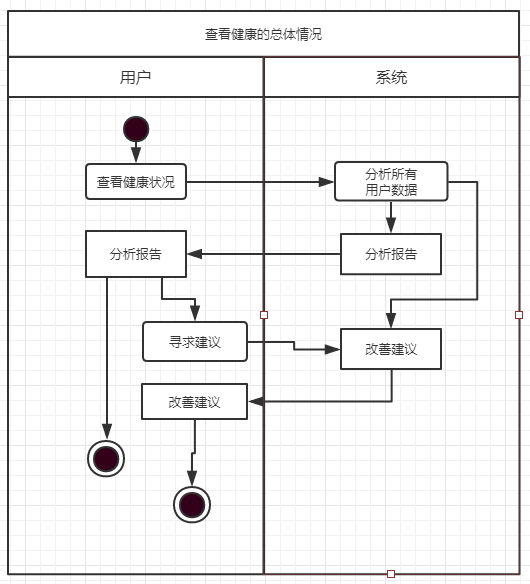 查看健康的总体情况
用户
系统
查看健康状况
分析所有
用户数据
分析报告
分析报告
寻求建议
改善建议
改善建议